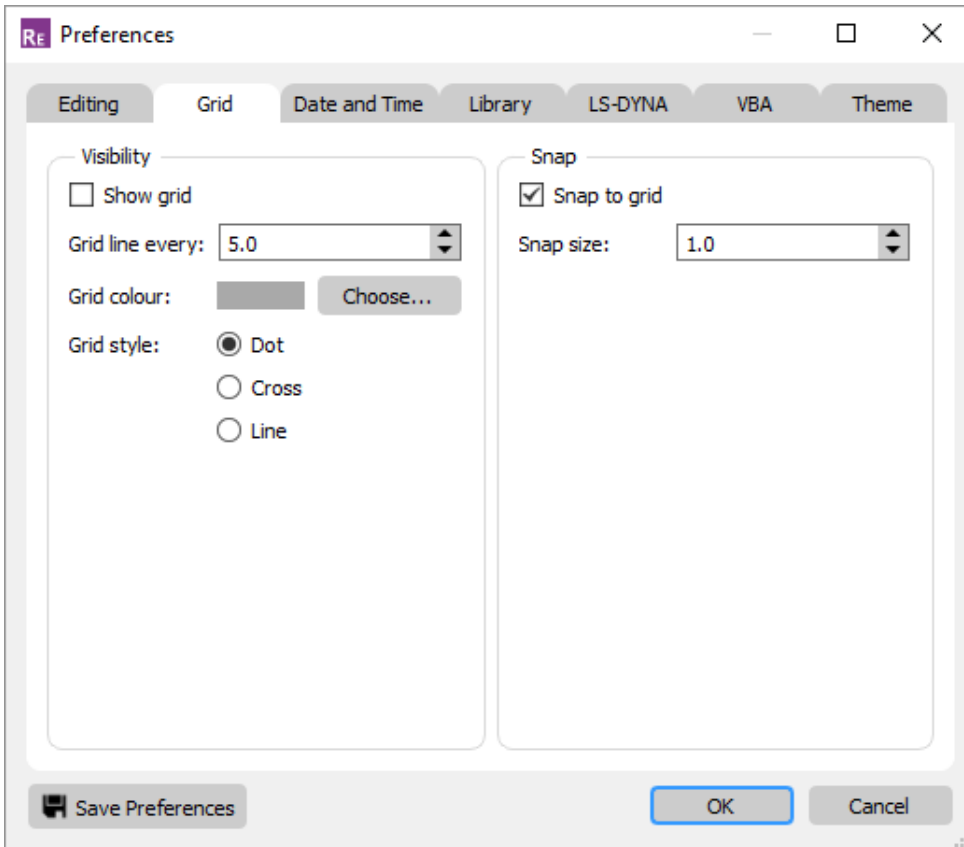 RE Preferences
Editing Grid Date and Time Library LS-DYNA VBA Theme
Visibility
Show grid
Grid line every: 5.0
Grid colour: Choose...
Grid style: Dot
Cross
Line
Snap
Snap to grid
Snap size: 1.0
Save Preferences OK Cancel